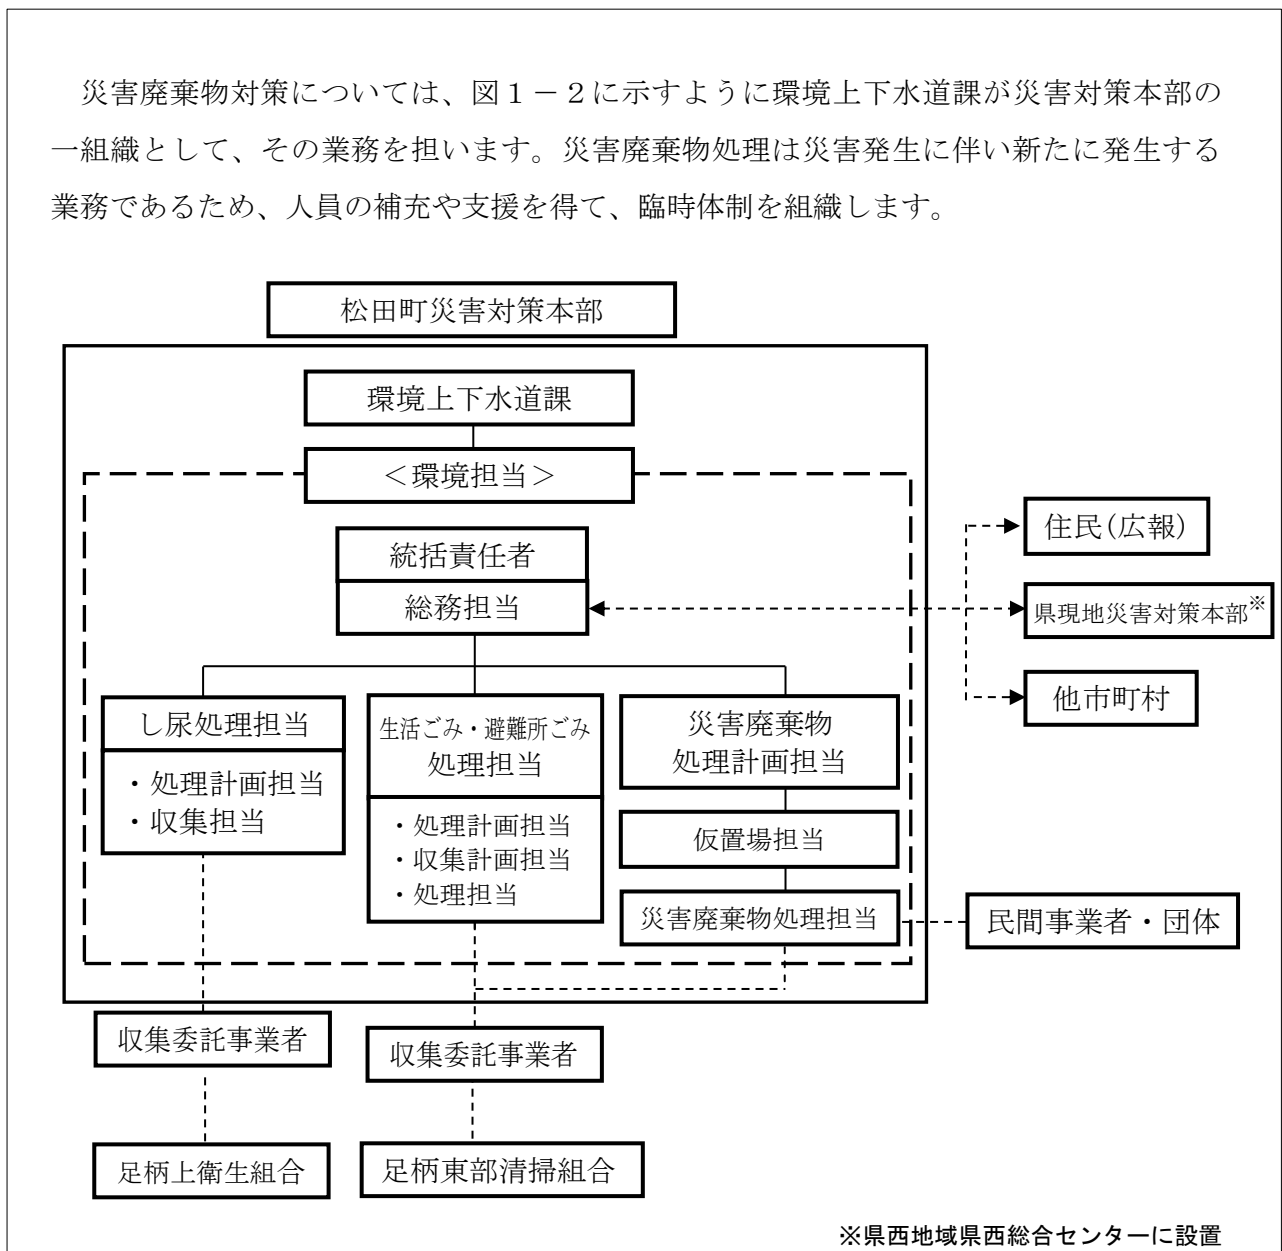 災害廃棄物対策については、図1－2に示すように環境上下水道課が災害対策本部の
一組織として、その業務を担います。災害廃棄物処理は災害発生に伴い新たに発生する
業務であるため、人員の補充や支援を得て、臨時体制を組織します。
松田町災害対策本部
環境上下水道課
＜環境担当＞
統括責任者
総務担当
住民(広報)
県現地災害対策本部※
他市町村
し尿処理担当
・処理計画担当
・収集担当
生活ごみ・避難所ごみ
処理担当
・処理計画担当
・収集計画担当
・処理担当
災害廃棄物
処理計画担当
仮置場担当
災害廃棄物処理担当
民間事業者・団体
収集委託事業者
収集委託事業者
足柄上衛生組合
足柄東部清掃組合
※県西地域県西総合センターに設置